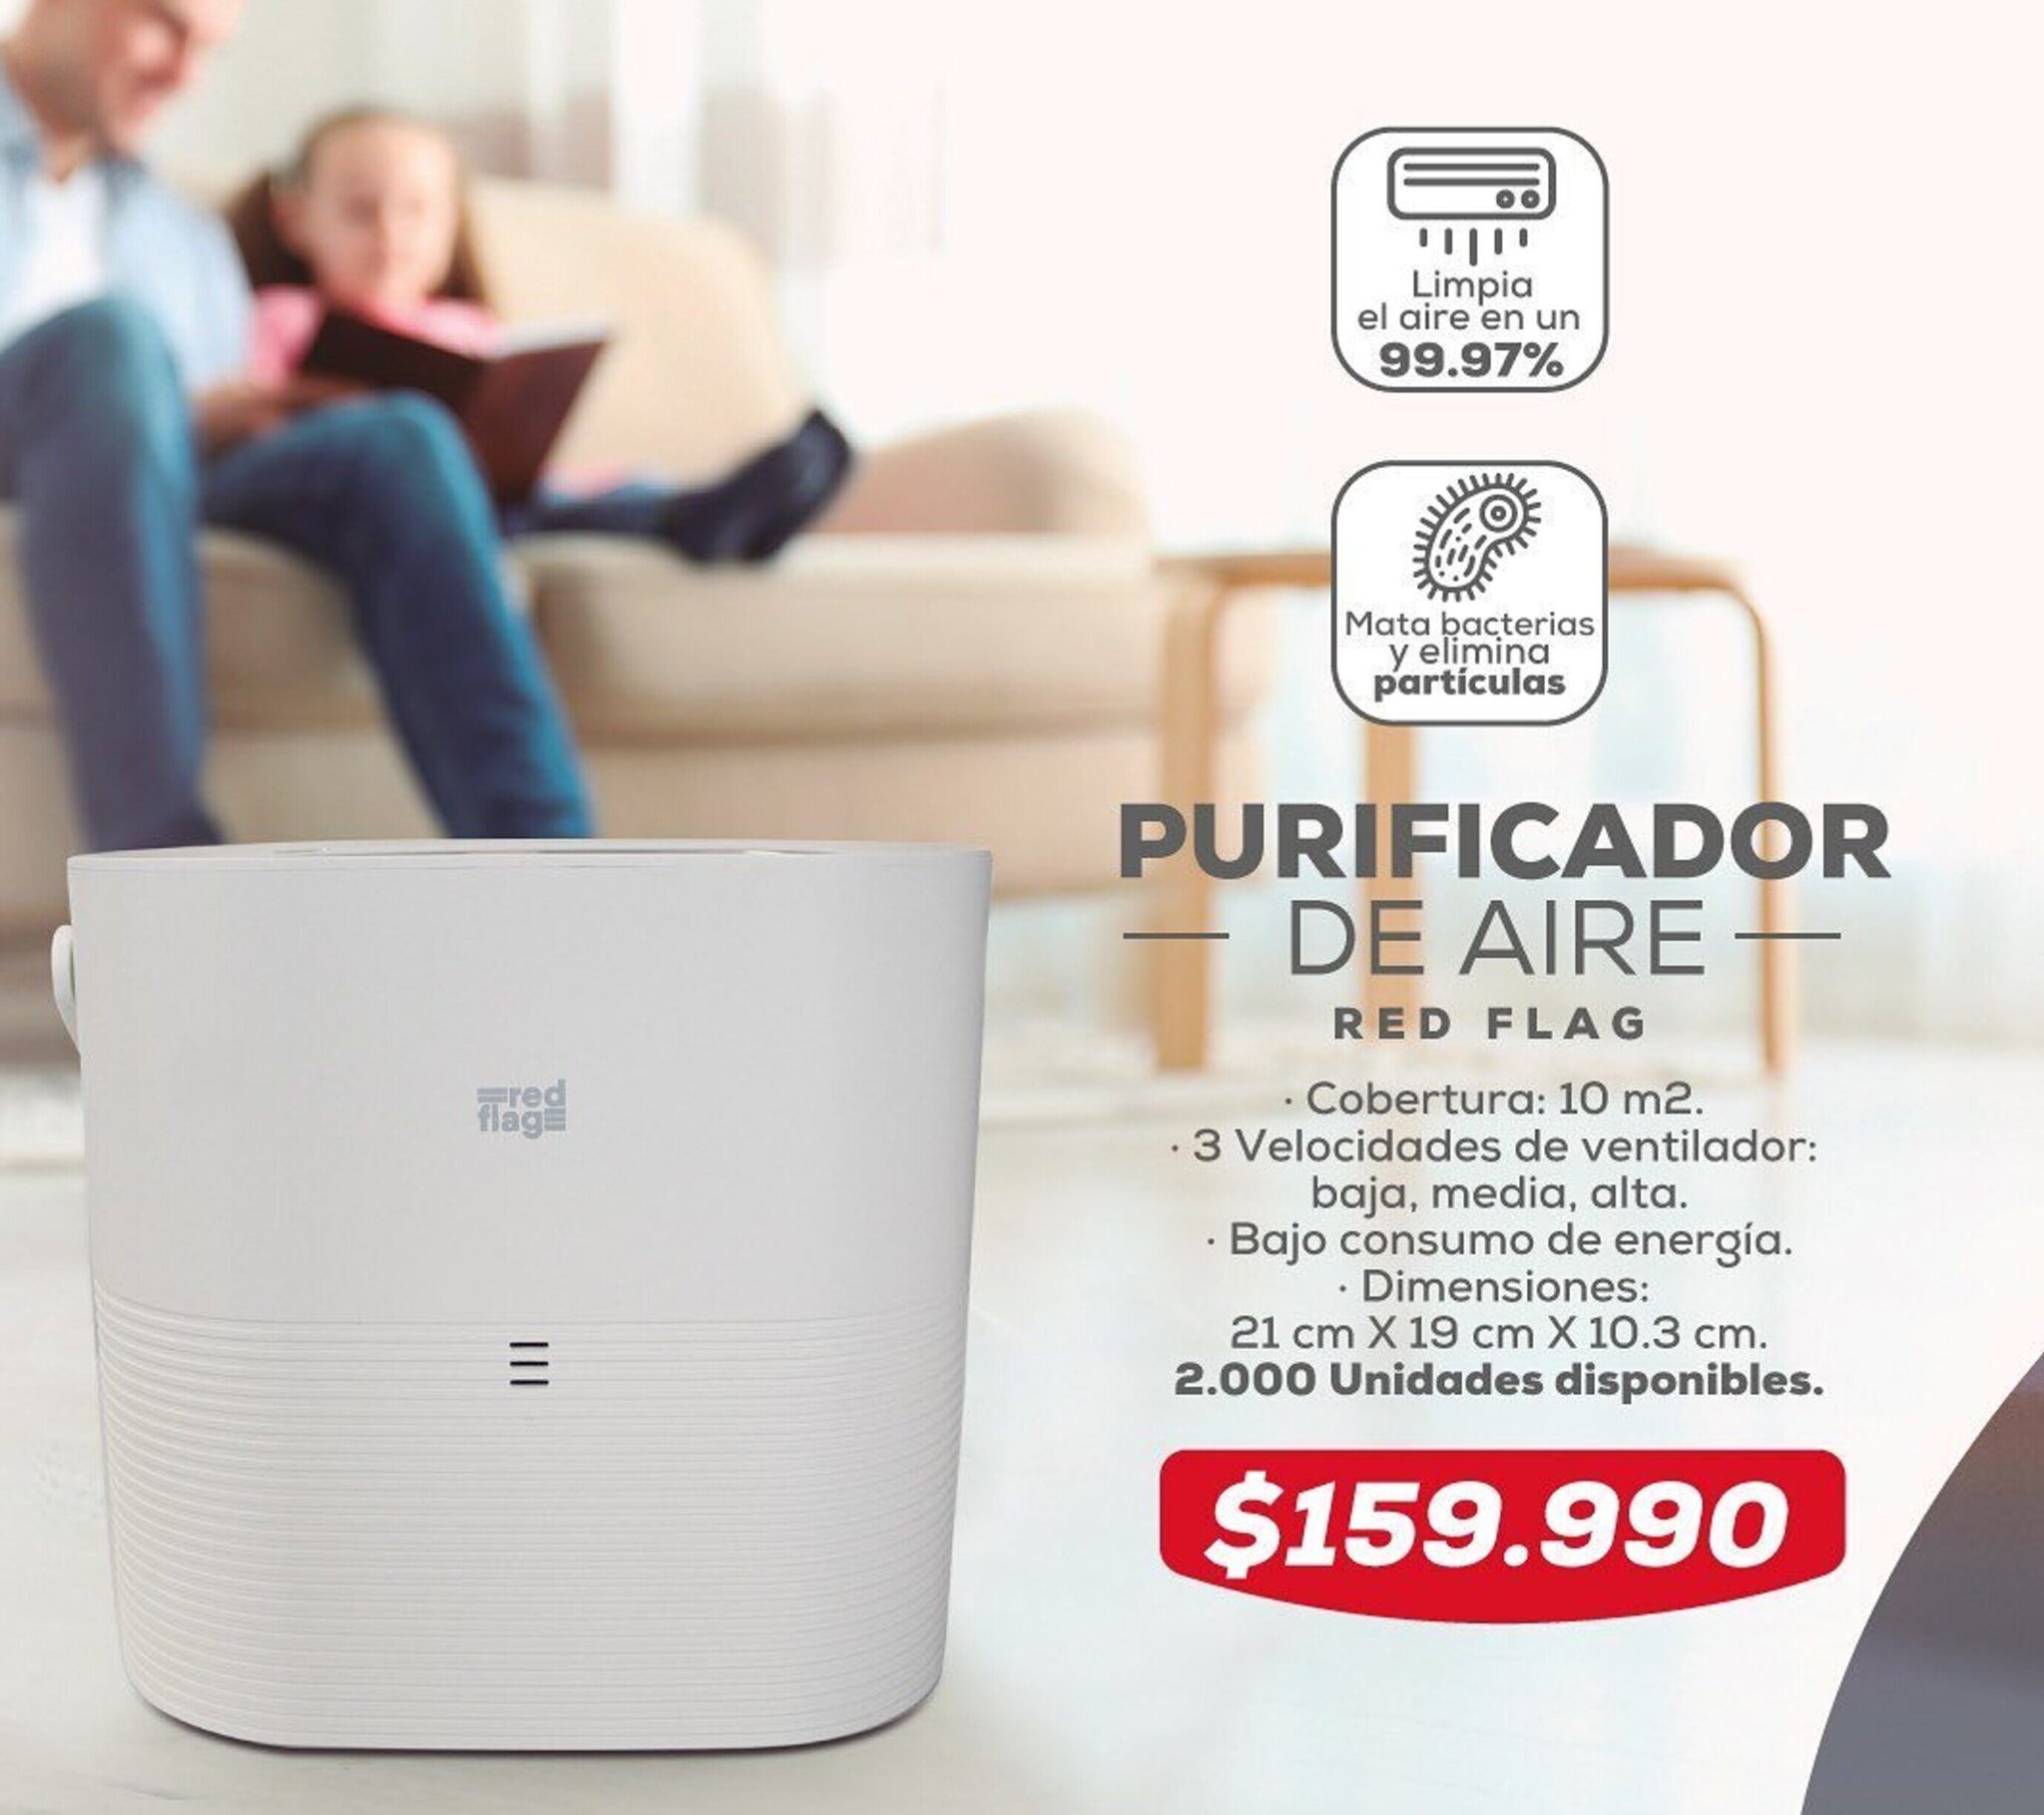 Limpia
el aire en un
99.97%
Mata bacterias
y elimina
partículas
PURIFICADOR
DE AIRE
RED FLAG
· Cobertura: 10 m2.
· 3 Velocidades de ventilador:
baja, media, alta.
· Bajo consumo de energía.
· Dimensiones:
21 cm X 19 cm X 10.3 cm.
2.000 Unidades disponibles.
$159.990
red
flag